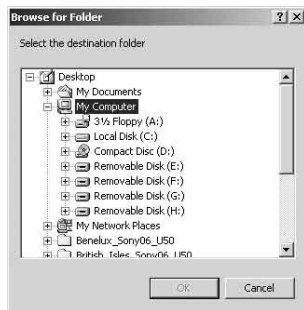 Browse for Folder
Select the destination folder
Desktop
My Documents
My Computer
3½ Floppy (A:)
Local Disk (C:)
Compact Disc (D:)
Removable Disk (E:)
Removable Disk (F:)
Removable Disk (G:)
Removable Disk (H:)
My Network Places
Benelux_Sony06_U50
British_Isles_Sony06_U50
OK
Cancel